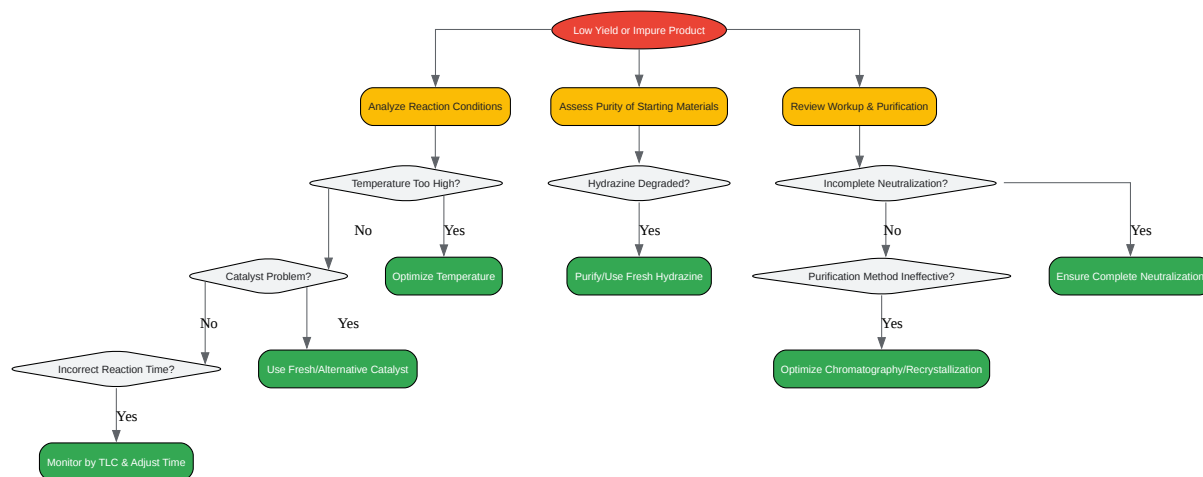 Low Yield or Impure Product
Analyze Reaction Conditions
Assess Purity of Starting Materials
Review Workup & Purification
Temperature Too High?
Hydrazine Degraded?
Incomplete Neutralization?
No
Yes
Yes
No
Yes
Catalyst Problem?
Optimize Temperature
Purify/Use Fresh Hydrazine
Purification Method Ineffective?
Ensure Complete Neutralization
No
Yes
Yes
Incorrect Reaction Time?
Use Fresh/Alternative Catalyst
Optimize Chromatography/Recrystallization
Yes
Monitor by TLC & Adjust Time